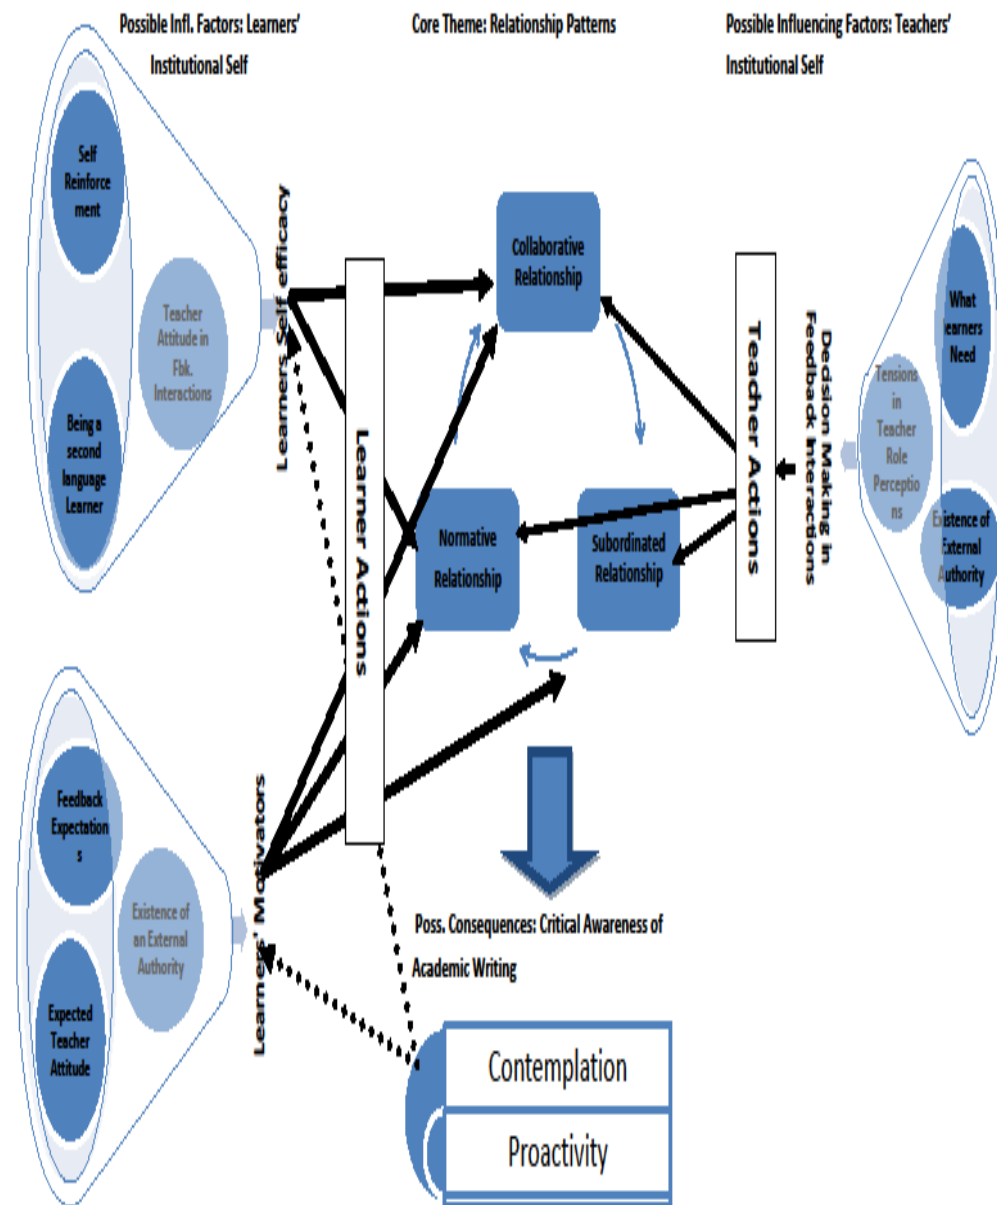 Possible Infl. Factors: Learners'
Institutional Self
Core Theme: Relationship Patterns
Possible Influencing Factors: Teachers'
Institutional Self
Self
Reinforce
ment
Teacher
Attitude in
Fbk.
Interactions
Being a
second
language
Learner
Learners Self efficacy
Learner Actions
Collaborative
Relationship
Normative
Relationship
Subordinated
Relationship
Teacher Actions
Decision Making in
Feedback Interactions
What
learners
Need
Tensions
in
Teacher
Role
Perceptio
ns
Existence of
External
Authority
Feedback
Expectation
s
Existence of
an External
Authority
Expected
Teacher
Attitude
Learners' Motivators
Poss. Consequences: Critical Awareness of
Academic Writing
Contemplation
Proactivity